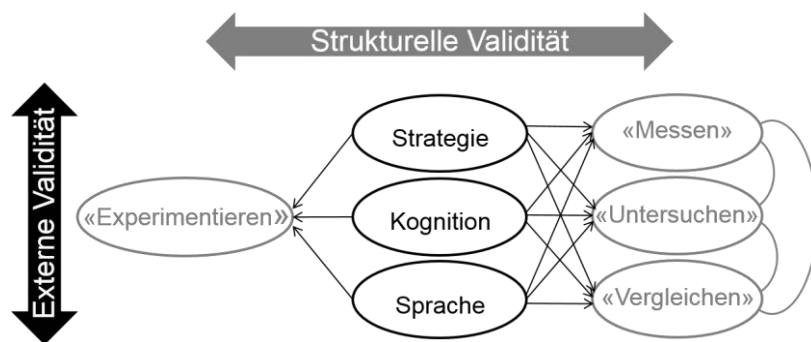 Strukturelle Validität
Externe Validität
Strategie
«Messen»
«Experimentieren»
Kognition
«Untersuchen»
Sprache
«Vergleichen»